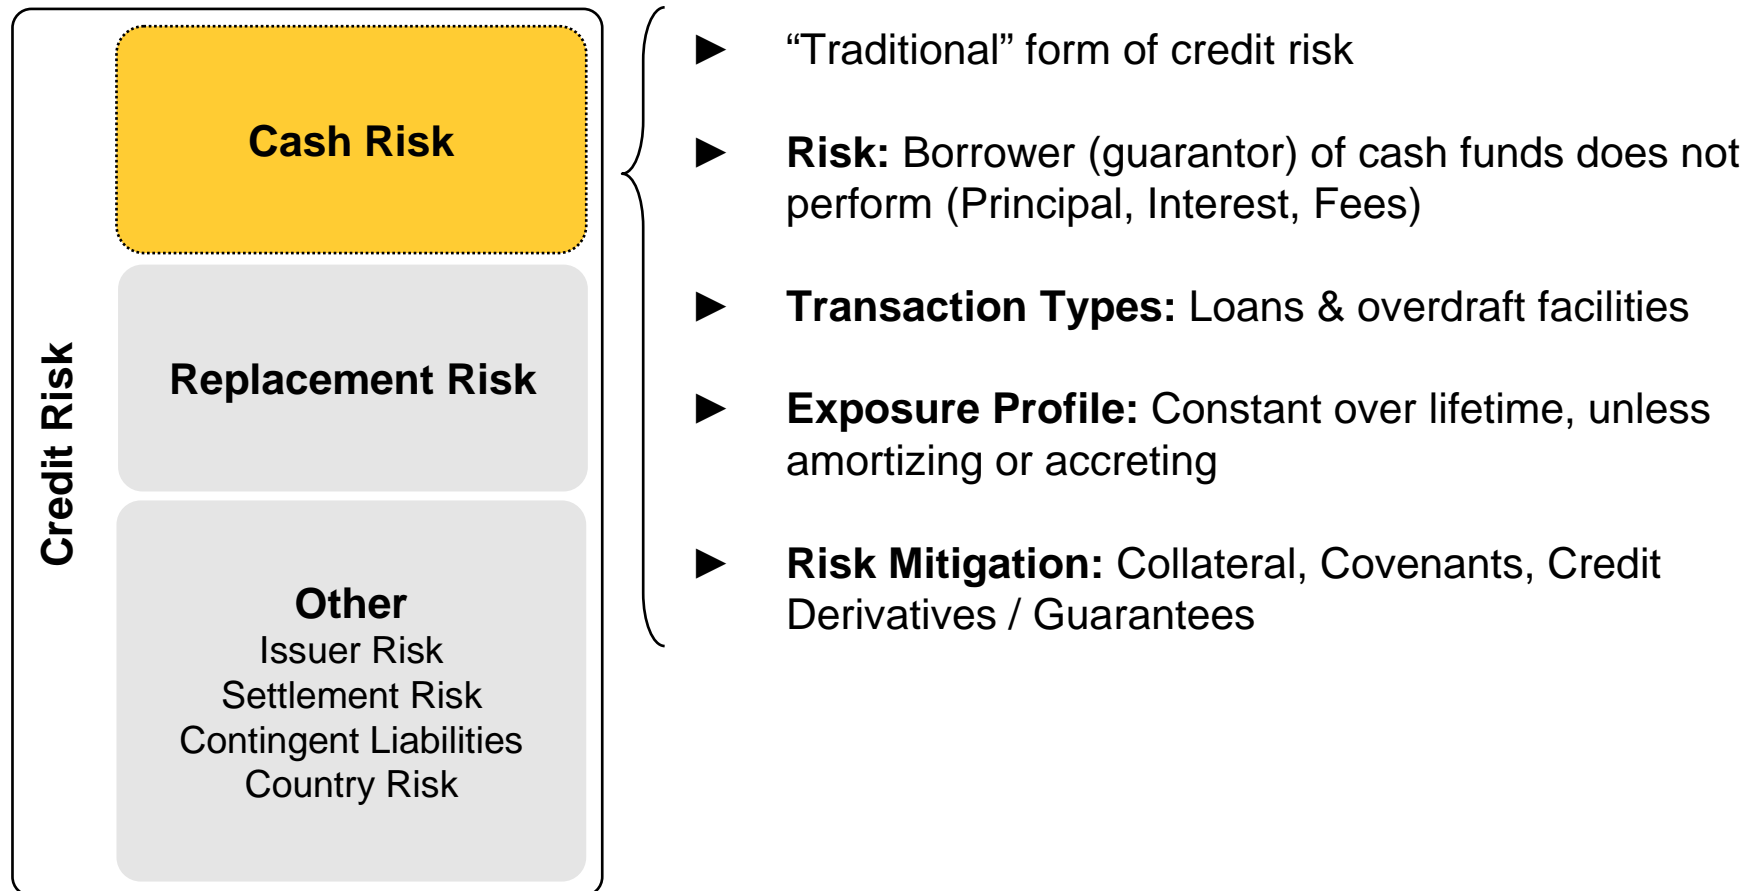 Credit Risk
Cash Risk
Replacement Risk
Other
Issuer Risk
Settlement Risk
Contingent Liabilities
Country Risk
► “Traditional” form of credit risk
► Risk: Borrower (guarantor) of cash funds does not
perform (Principal, Interest, Fees)
► Transaction Types: Loans & overdraft facilities
► Exposure Profile: Constant over lifetime, unless
amortizing or accreting
► Risk Mitigation: Collateral, Covenants, Credit
Derivatives / Guarantees